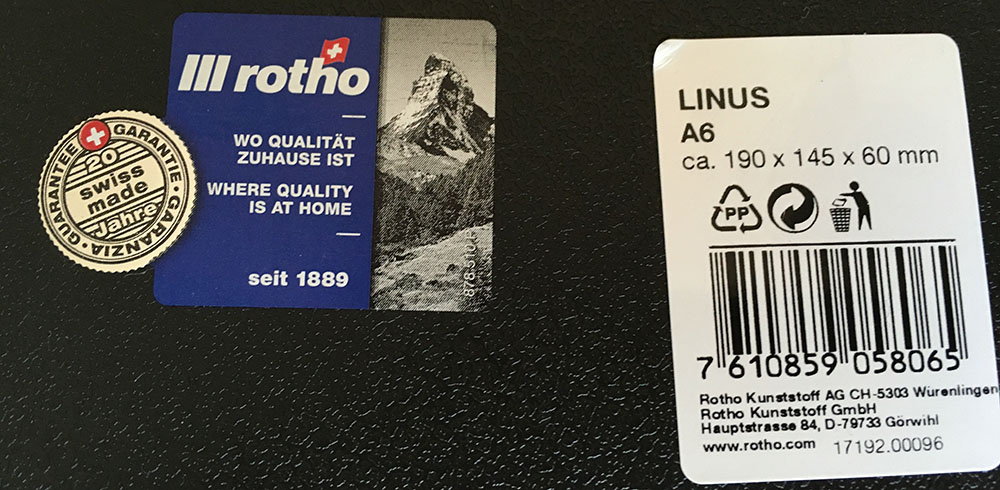 GUARANTEE GARANTIE GARANZIA
20
swiss
made
Jahre
rotho
WO QUALITÄT
ZUHAUSE IST
WHERE QUALITY
IS AT HOME
seit 1889
LINUS
A6
ca. 190 x 145 x 60 mm
PP
7 610859 058065
Rotho Kunststoff AG CH-5303 Würenlingen
Rotho Kunststoff GmbH
Hauptstrasse 84, D-79733 Görwihl
www.rotho.com 17192.00096